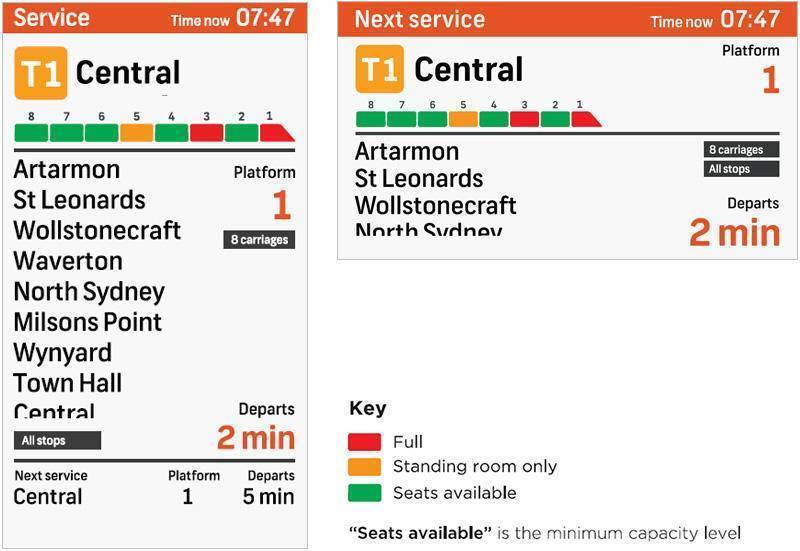 Service Time now 07:47
T1 Central
8 7 6 5 4 3 2 1
Artarmon
St Leonards
Wollstonecraft
Waverton
North Sydney
Milsons Point
Wynyard
Town Hall
Central
Platform
1
8 carriages
All stops
Departs
2 min
Next service Platform Departs
Central 1 5 min
Next service Time now 07:47
T1 Central
Platform
1
8 7 6 5 4 3 2 1
Artarmon
St Leonards
Wollstonecraft
North Sydney
8 carriages
All stops
Departs
2 min
Key
Full
Standing room only
Seats available
“Seats available” is the minimum capacity level